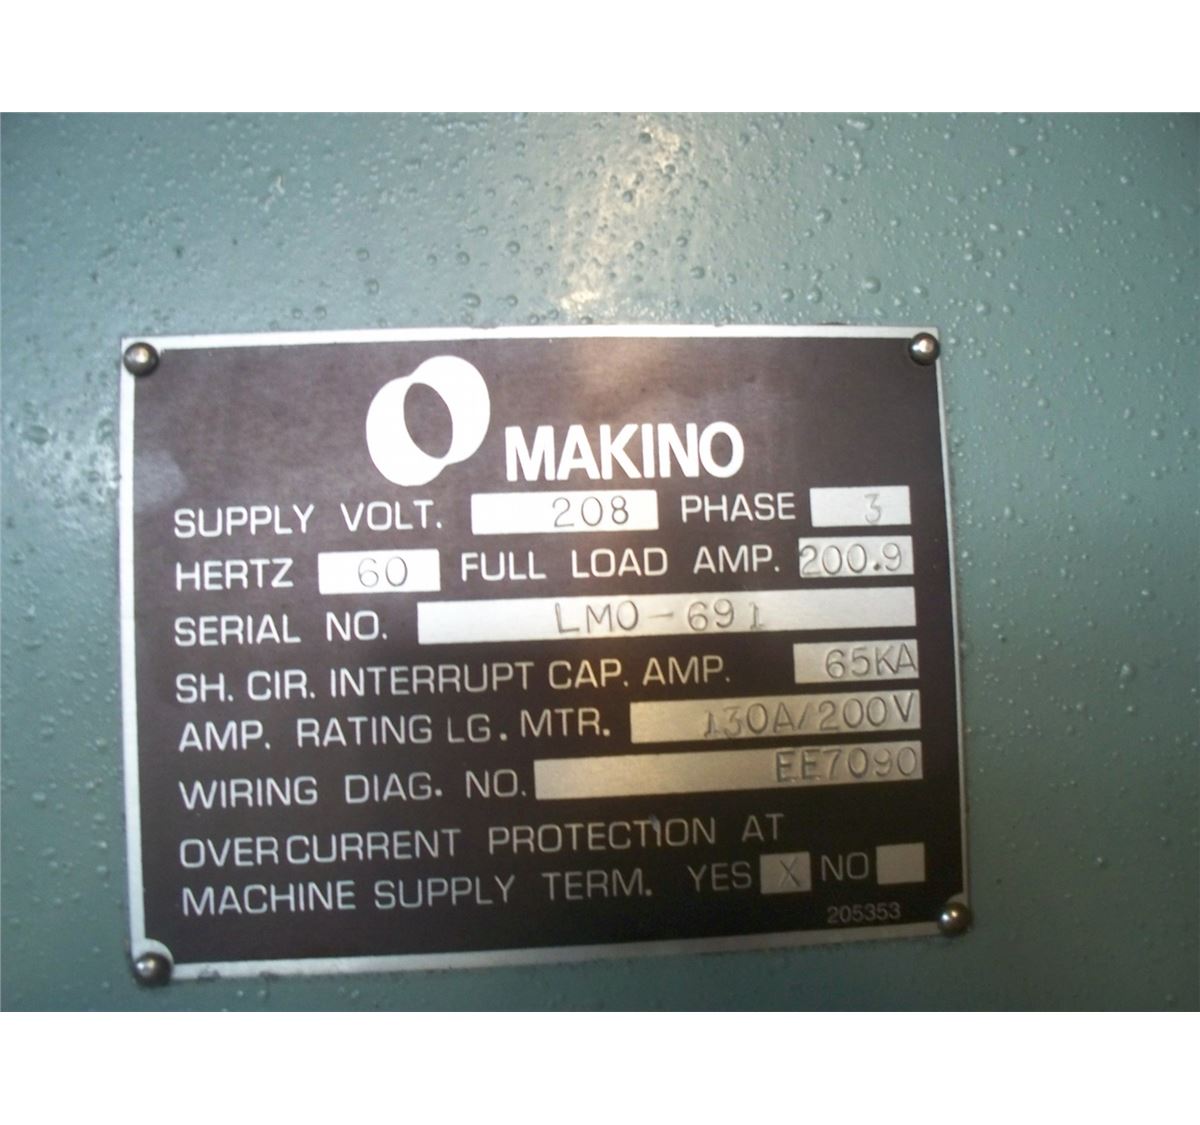 MAKINO
SUPPLY VOLT. 208 PHASE 3
HERTZ 60 FULL LOAD AMP. 200.9
SERIAL NO. LMO-691
SH. CIR. INTERRUPT CAP. AMP. 65KA
AMP. RATING LG. MTR. 130A/200V
WIRING DIAG. NO. EE7090
OVERCURRENT PROTECTION AT
MACHINE SUPPLY TERM. YES X NO
205353